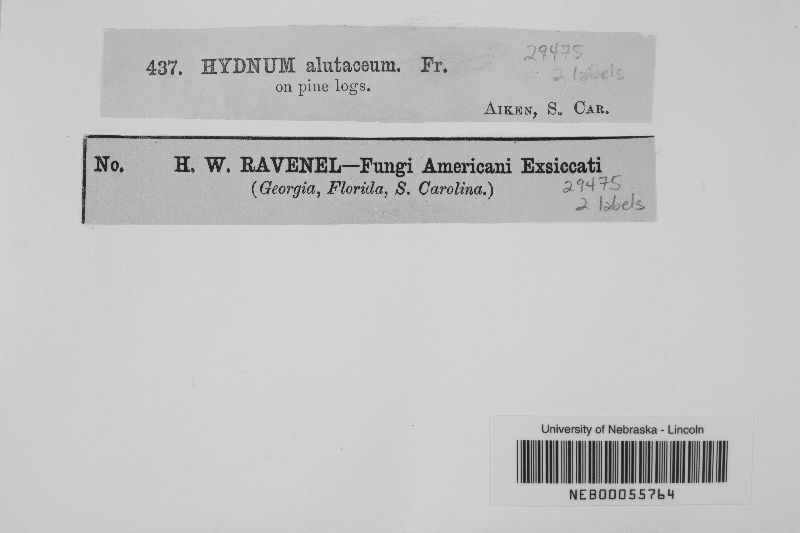 437. HYDNUM alutaceum. Fr.
29475
2 labels
on pine logs.
AIKEN, S. CAR.
No. H. W. RAVENEL—Fungi Americani Exsiccati
(Georgia, Florida, S. Carolina.)
29475
2 labels
University of Nebraska - Lincoln
NEB00055764